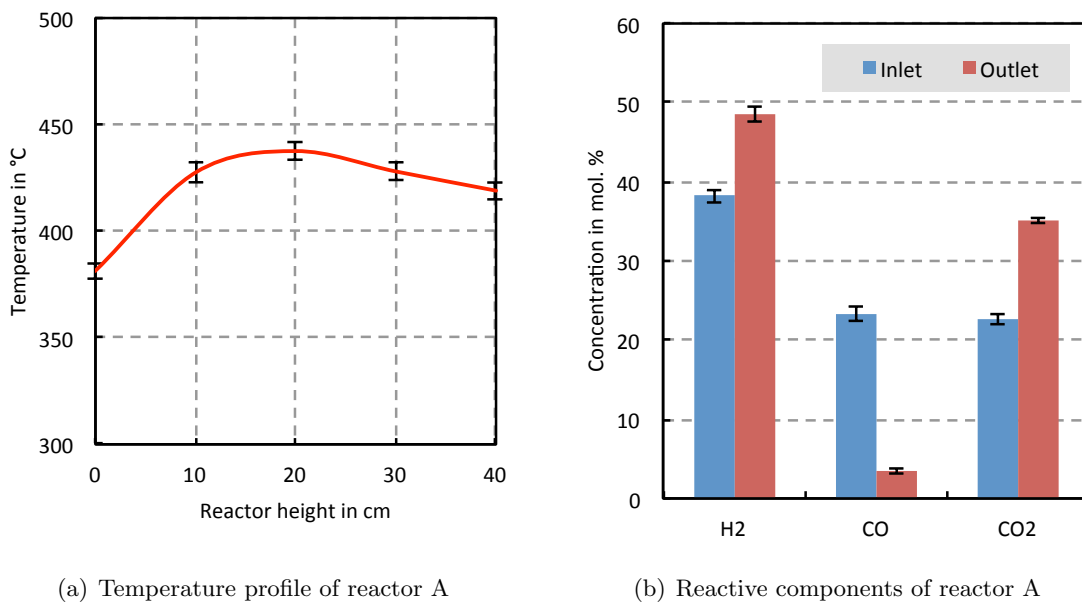 500
450
400
350
300
Temperature in °C
0 10 20 30 40
Reactor height in cm
(a) Temperature profile of reactor A
60
50
40
30
20
10
0
Concentration in mol. %
Inlet Outlet
H2 CO CO2
(b) Reactive components of reactor A